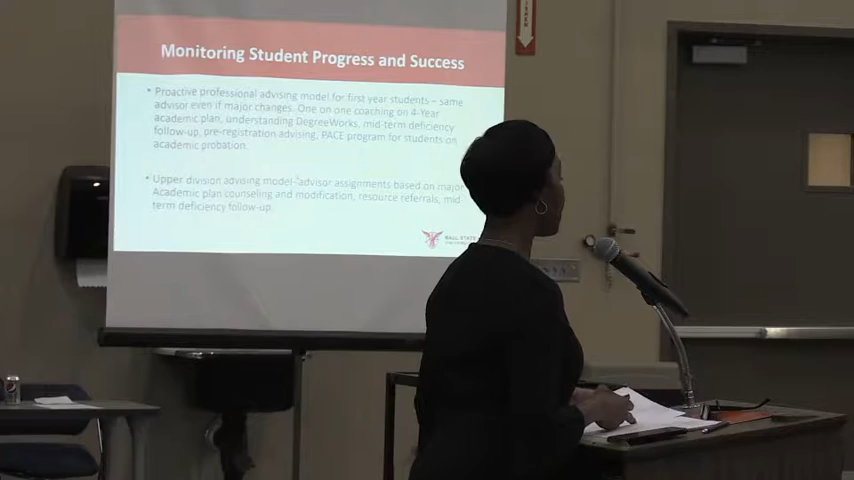 Monitoring Student Progress and Success
• Proactive professional advising model for first year students – same
advisor even if major changes. One on one coaching on 4-Year
academic plan, understanding DegreeWorks, mid-term deficiency
follow-up, pre-registration advising, PACE program for students on
academic probation.
• Upper division advising model-advisor assignments based on major
Academic plan counseling and modification, resource referrals, mid-
term deficiency follow-up.
BALL STATE